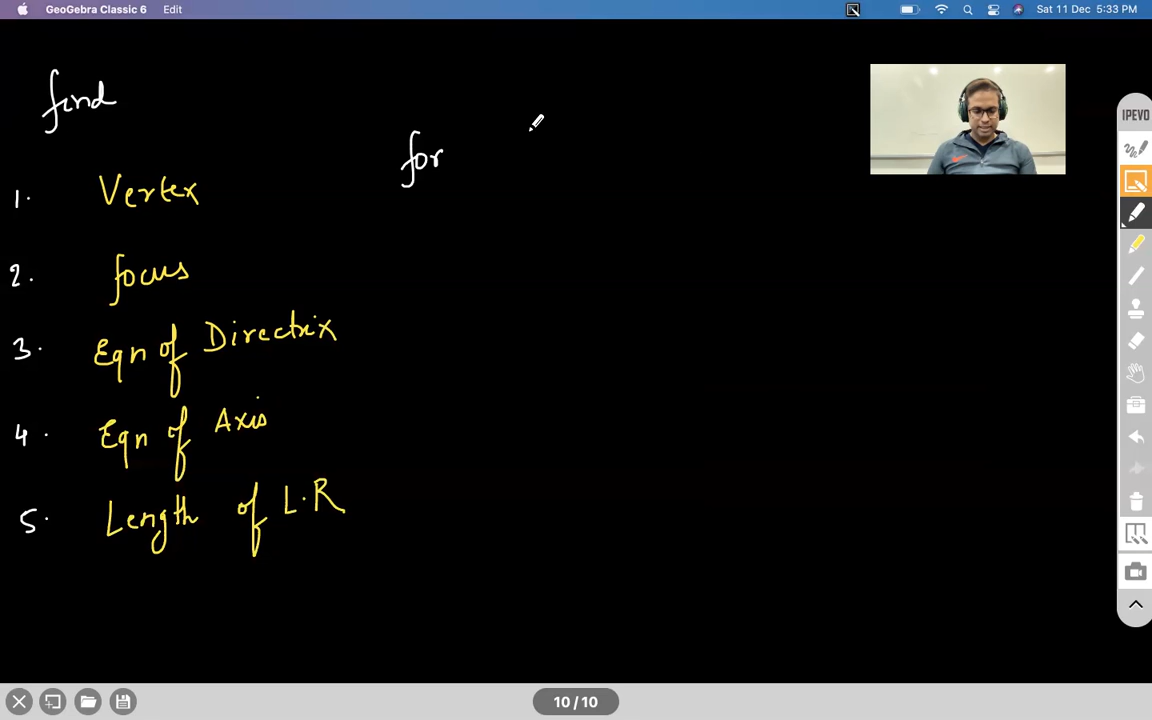 GeoGebra Classic 6 Edit Sat 11 Dec 5:33 PM
find
for
1. Vertex
2. focus
3. Eqn of Directrix
4. Eqn of Axis
5. Length of L.R
IPEVO
10/10